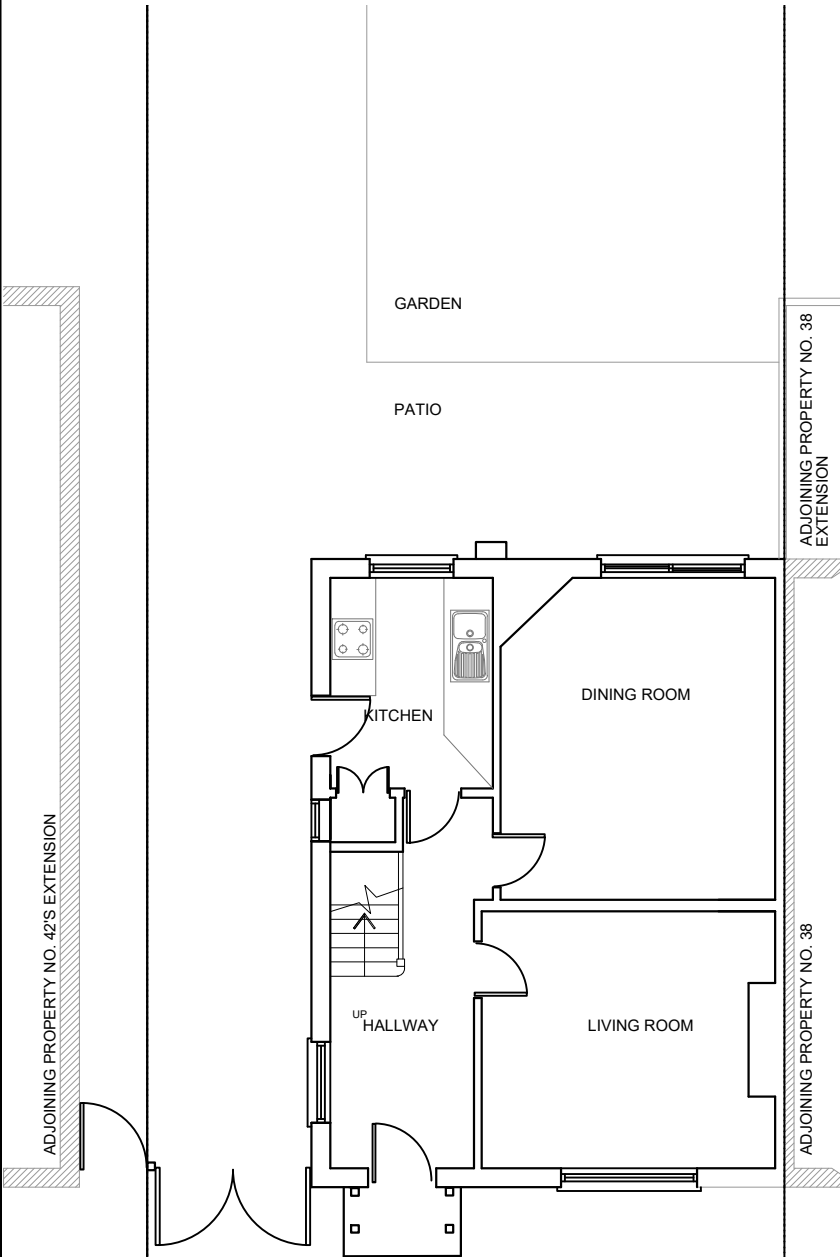 GARDEN
ADJOINING PROPERTY NO. 38
EXTENSION
PATIO
DINING ROOM
KITCHEN
ADJOINING PROPERTY NO. 42'S EXTENSION
UP
HALLWAY
LIVING ROOM
ADJOINING PROPERTY NO. 38